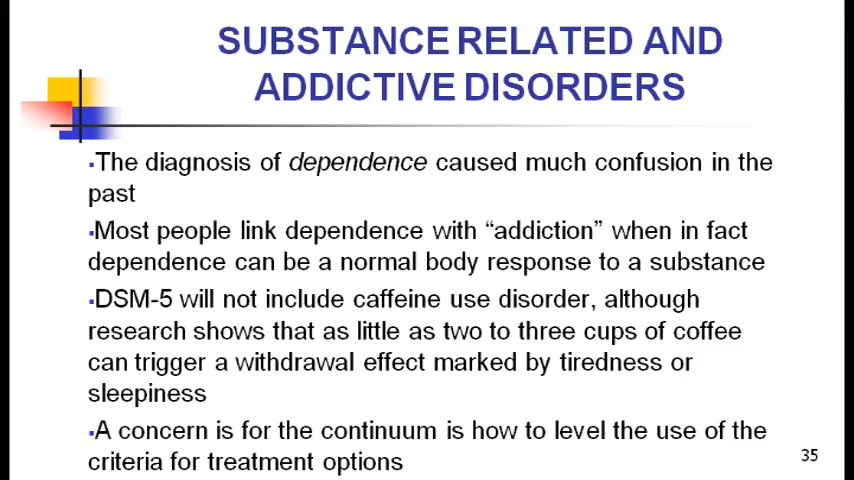 SUBSTANCE RELATED AND
ADDICTIVE DISORDERS
▪The diagnosis of dependence caused much confusion in the
past
▪Most people link dependence with “addiction” when in fact
dependence can be a normal body response to a substance
▪DSM-5 will not include caffeine use disorder, although
research shows that as little as two to three cups of coffee
can trigger a withdrawal effect marked by tiredness or
sleepiness
▪A concern is for the continuum is how to level the use of the
criteria for treatment options
35